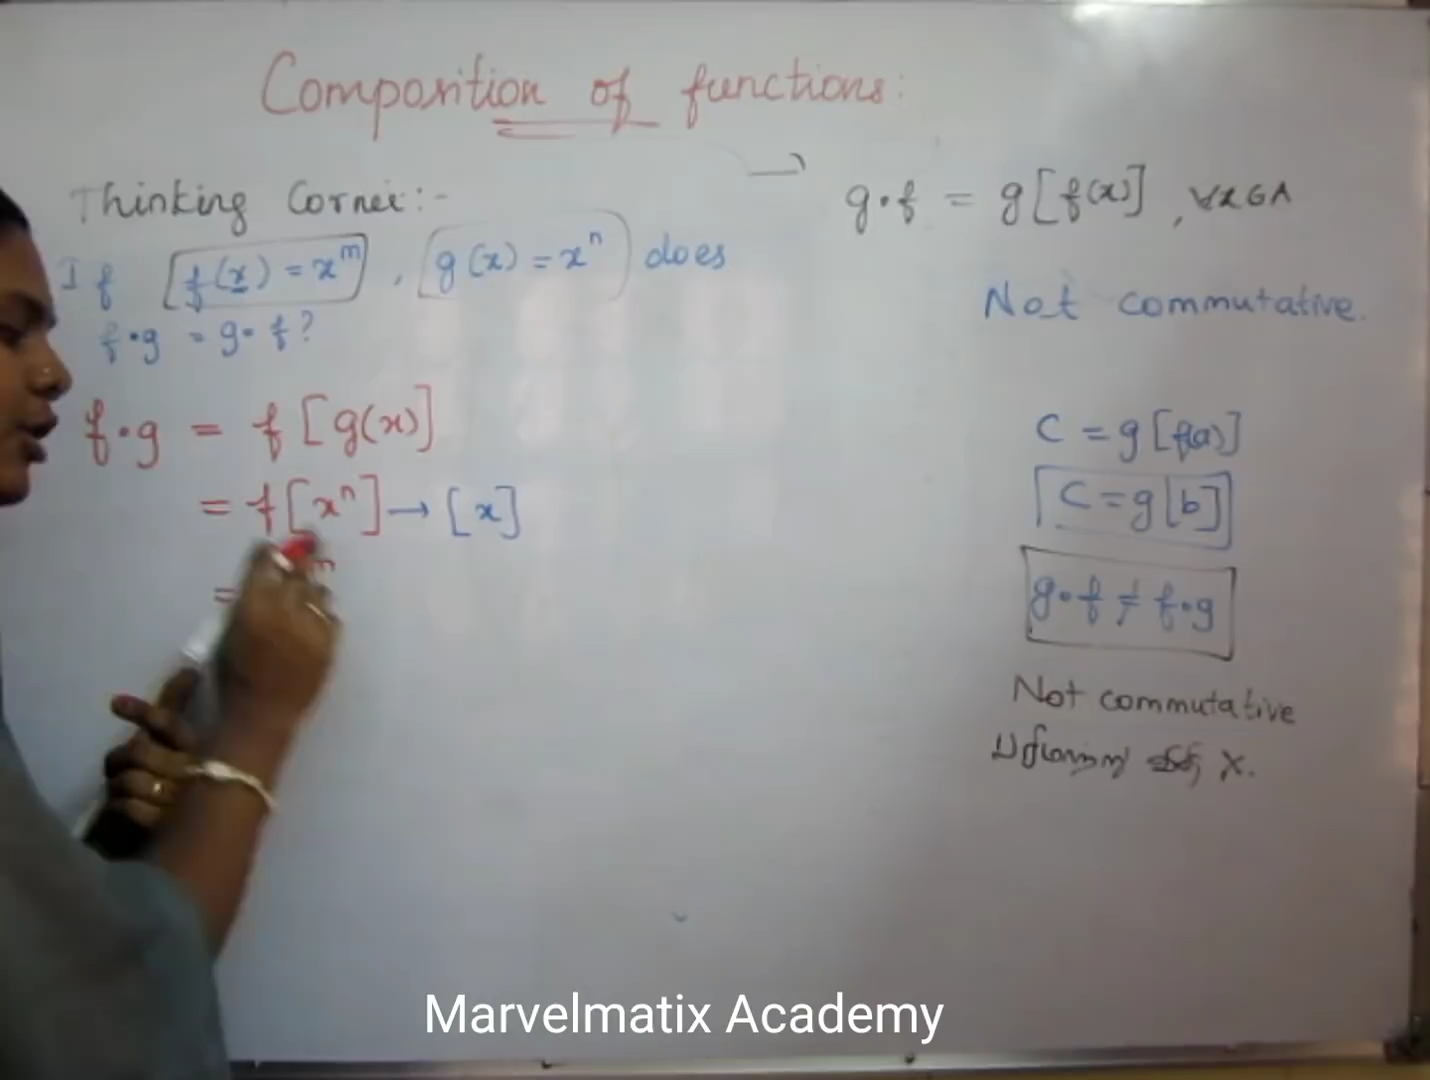 Composition of functions:
Thinking Corner:-
If [f(x) = x^m], [g(x) = x^n] does
f•g = g•f?
f•g = f[g(x)]
= f[x^n] → [x]
= m
→ g•f = g[f(x)], ∀x∈A
Not commutative.
C = g[f(a)]
C = g[b]
g•f ≠ f•g
Not commutative
x.
Marvelmatix Academy